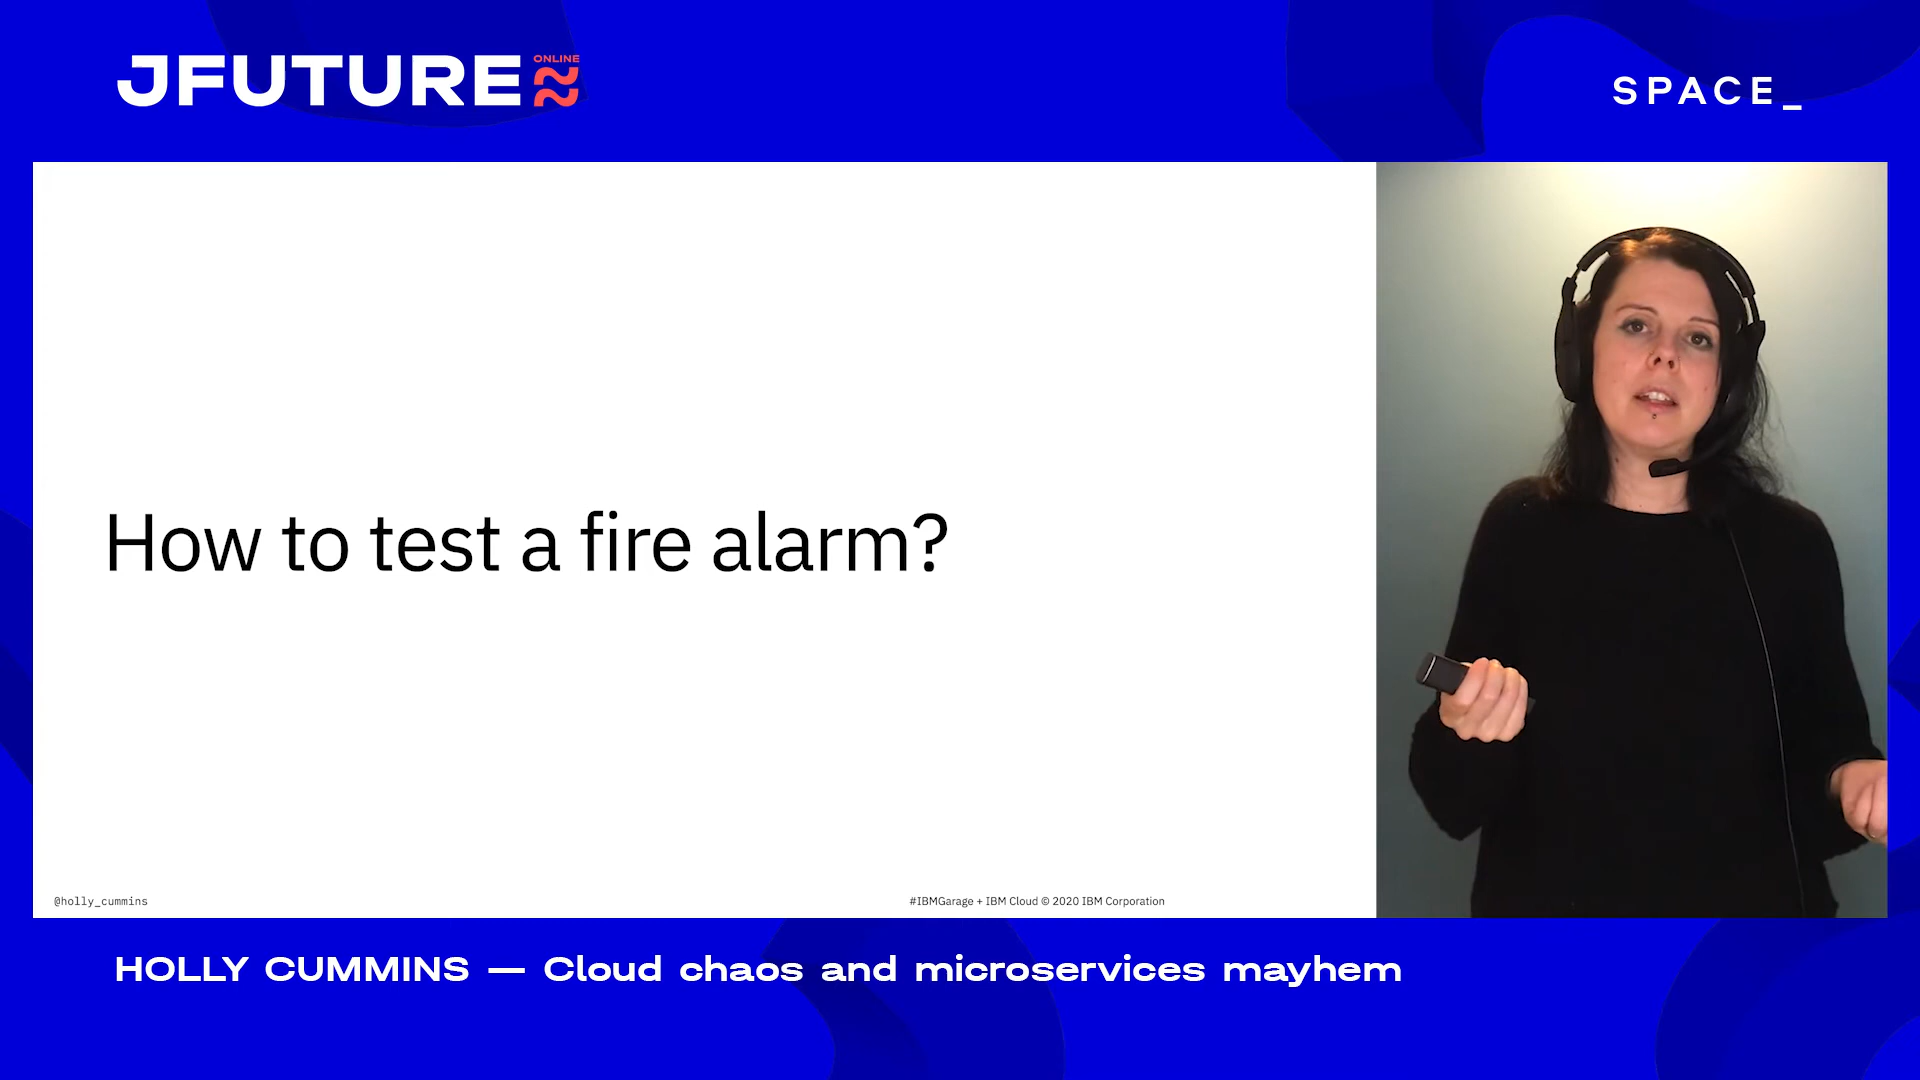 JFUTURE ONLINE
SPACE_
How to test a fire alarm?
@holly_cummins
#IBMGarage + IBM Cloud © 2020 IBM Corporation
HOLLY CUMMINS — Cloud chaos and microservices mayhem